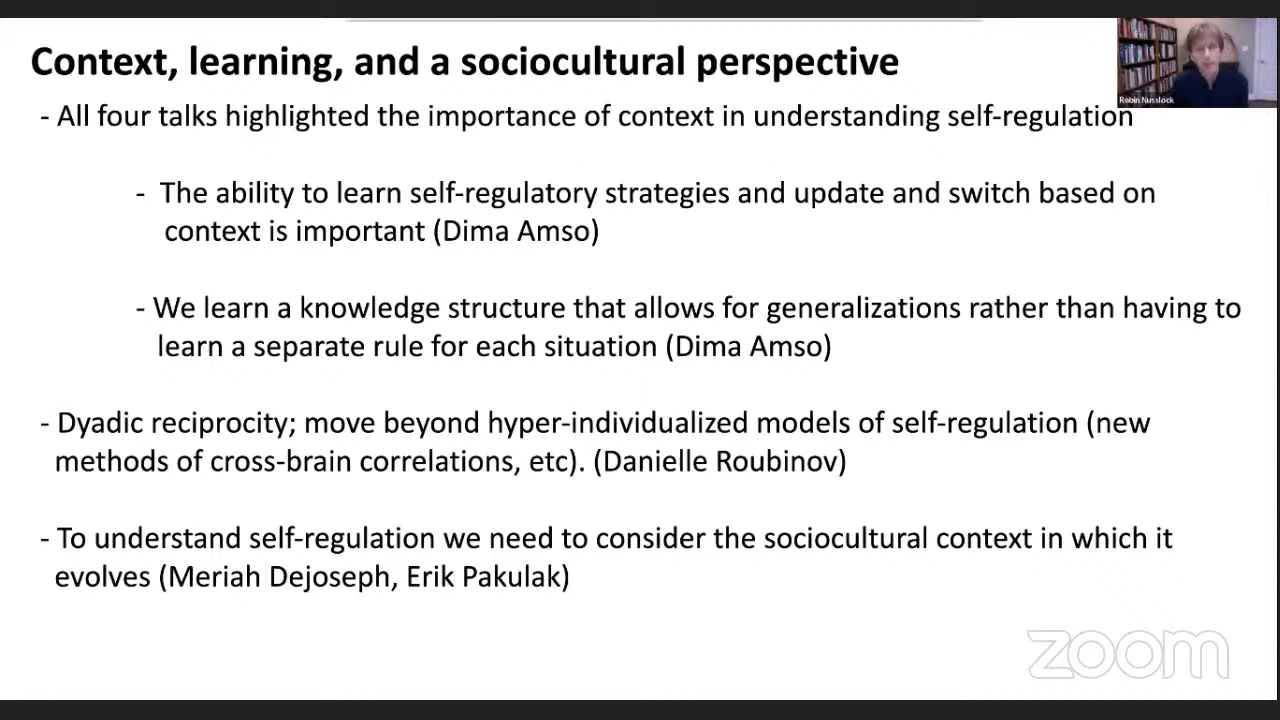 Context, learning, and a sociocultural perspective
Robin Nusslock
- All four talks highlighted the importance of context in understanding self-regulation
- The ability to learn self-regulatory strategies and update and switch based on
context is important (Dima Amso)
- We learn a knowledge structure that allows for generalizations rather than having to
learn a separate rule for each situation (Dima Amso)
- Dyadic reciprocity; move beyond hyper-individualized models of self-regulation (new
methods of cross-brain correlations, etc). (Danielle Roubinov)
- To understand self-regulation we need to consider the sociocultural context in which it
evolves (Meriah Dejoseph, Erik Pakulak)
zoom